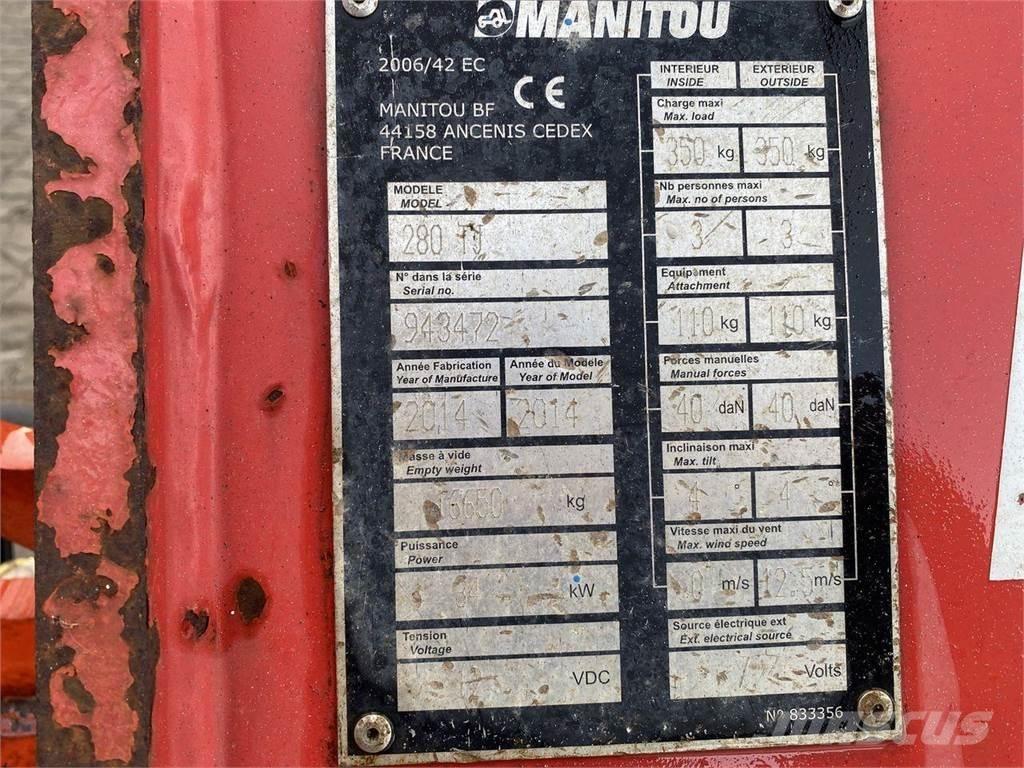 MANITOU
2006/42 EC
CE
MANITOU BF
44158 ANCENIS CEDEX
FRANCE
MODELE
MODEL
280 TJ
N° dans la série
Serial no.
943472
Année Fabrication
Year of Manufacture
Année du Modele
Year of Model
2014
2014
Masse à vide
Empty weight
16650 kg
Puissance
Power
kW
Tension
Voltage
VDC
INTERIEUR
INSIDE
EXTERIEUR
OUTSIDE
Charge maxi
Max. load
350 kg
350 kg
Nb personnes maxi
Max. no of persons
3
3
Equipement
Attachment
110 kg
110 kg
Forces manuelles
Manual forces
40 daN
40 daN
Inclinaison maxi
Max. tilt
4 °
4 °
Vitesse maxi du vent
Max. wind speed
0 m/s
12.5 m/s
Source électrique ext
Ext. electrical source
Volts
N° 833356
MASCUS